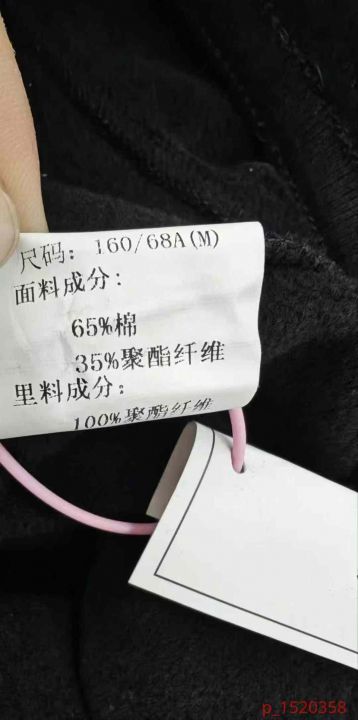 尺码：160/68A(M)
面料成分：
65%棉
35%聚酯纤维
里料成分：
100%聚酯纤维
p_1520358